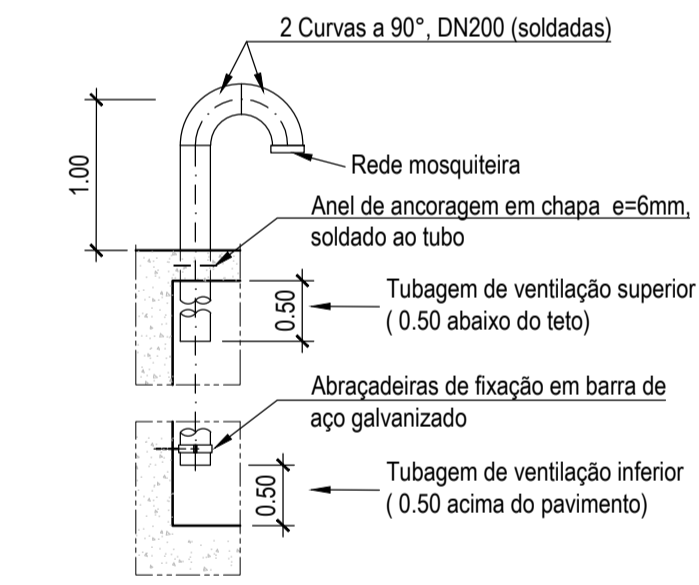 2 Curvas a 90°, DN200 (soldadas)
1.00
Rede mosquiteira
Anel de ancoragem em chapa e=6mm,
soldado ao tubo
0.50
Tubagem de ventilação superior
( 0.50 abaixo do teto)
Abraçadeiras de fixação em barra de
aço galvanizado
0.50
Tubagem de ventilação inferior
( 0.50 acima do pavimento)